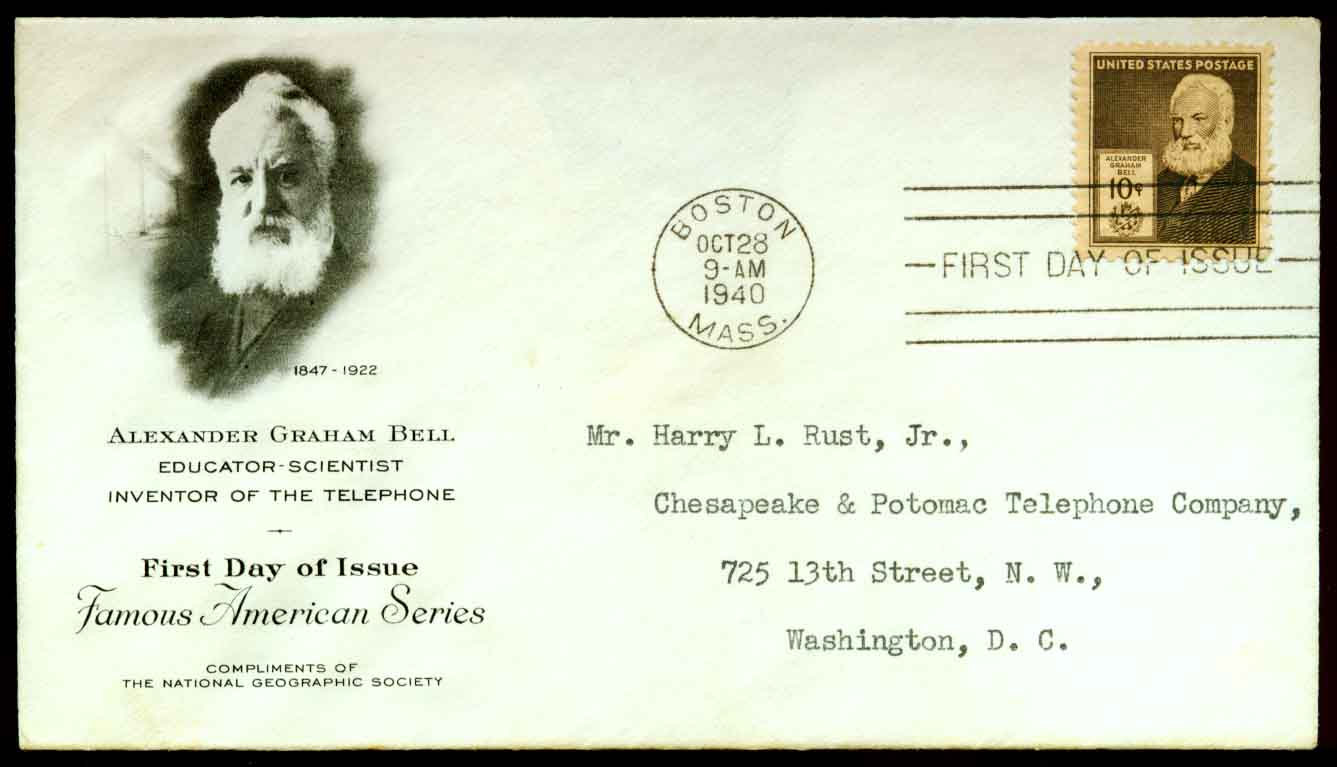 1847 - 1922
ALEXANDER GRAHAM BELL
EDUCATOR-SCIENTIST
INVENTOR OF THE TELEPHONE
First Day of Issue
Famous American Series
COMPLIMENTS OF
THE NATIONAL GEOGRAPHIC SOCIETY
BOSTON
OCT 28
9-AM
1940
MASS.
UNITED STATES POSTAGE
ALEXANDER
GRAHAM
BELL
10¢
FIRST DAY OF ISSUE
Mr. Harry L. Rust, Jr.,
Chesapeake & Potomac Telephone Company,
725 13th Street, N. W.,
Washington, D. C.